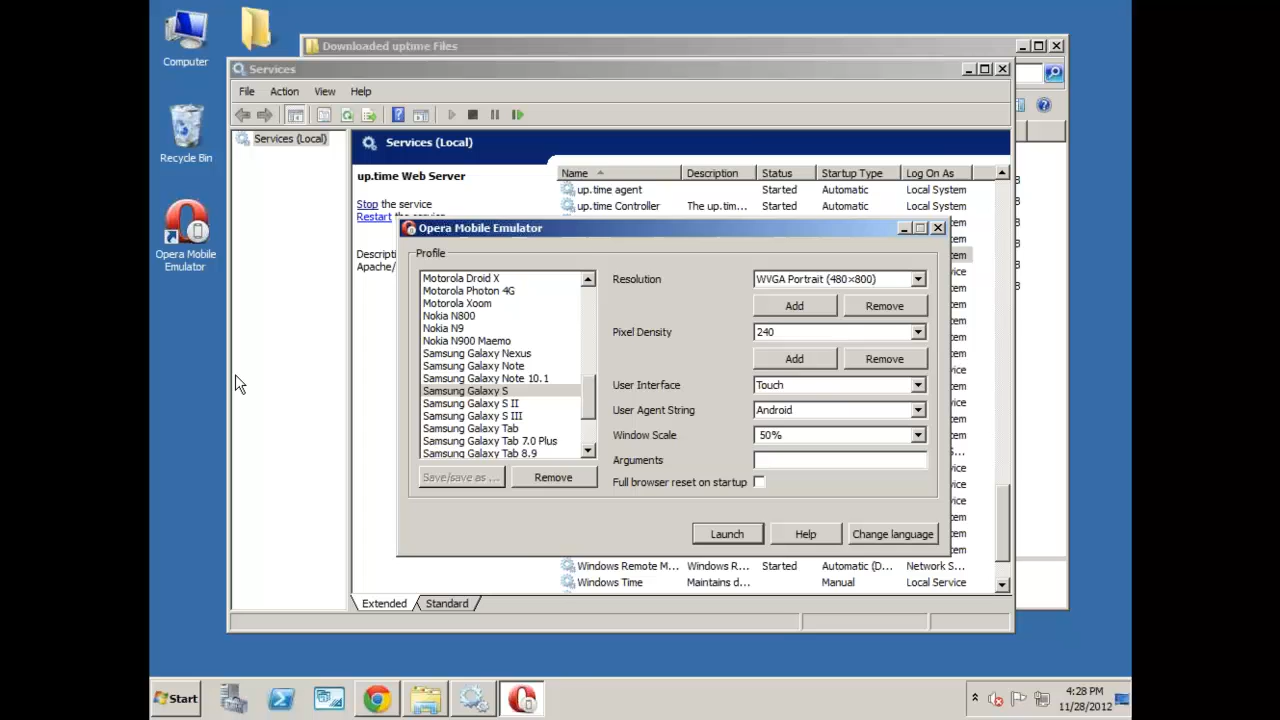 Computer
Recycle Bin
Opera Mobile
Emulator
Downloaded uptime Files
Services
File Action View Help
Services (Local)
Services (Local)
up.time Web Server
Stop the service
Restart the service
Descripti
Apache/
Name Description Status Startup Type Log On As
up.time agent Started Automatic Local System
up.time Controller The up.tim... Started Automatic Local System
Opera Mobile Emulator
Profile
Motorola Droid X
Motorola Photon 4G
Motorola Xoom
Nokia N800
Nokia N9
Nokia N900 Maemo
Samsung Galaxy Nexus
Samsung Galaxy Note
Samsung Galaxy Note 10.1
Samsung Galaxy S
Samsung Galaxy S II
Samsung Galaxy S III
Samsung Galaxy Tab
Samsung Galaxy Tab 7.0 Plus
Samsung Galaxy Tab 8.9
Save/save as ... Remove
Resolution WVGA Portrait (480×800)
Add Remove
Pixel Density 240
Add Remove
User Interface Touch
User Agent String Android
Window Scale 50%
Arguments
Full browser reset on startup
Launch Help Change language
Windows Remote M... Windows R... Started Automatic (D... Network S...
Windows Time Maintains d... Manual Local Service
Extended Standard
Start
4:28 PM
11/28/2012